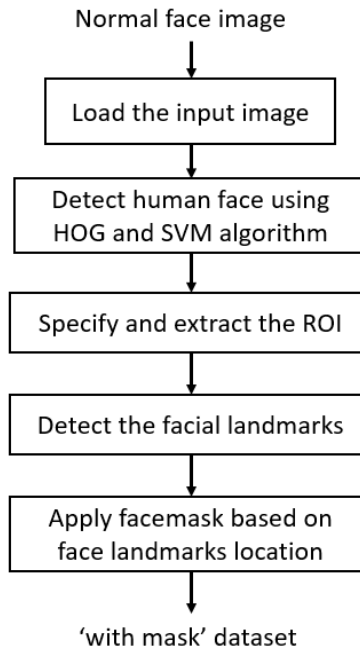 Normal face image
Load the input image
Detect human face using
HOG and SVM algorithm
Specify and extract the ROI
Detect the facial landmarks
Apply facemask based on
face landmarks location
‘with mask’ dataset